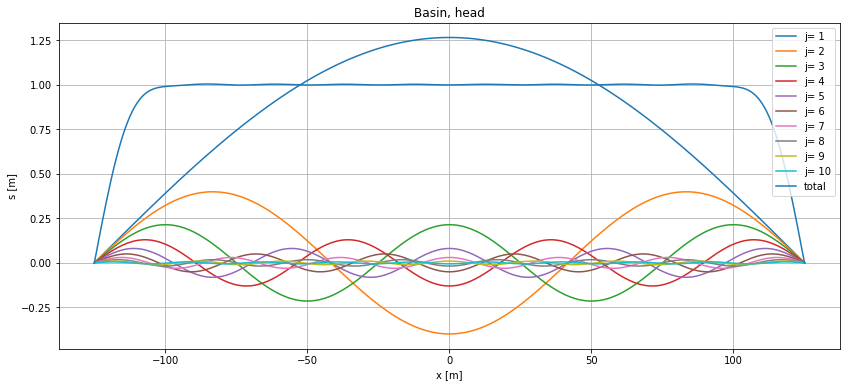 Basin, head
1.25
1.00
0.75
0.50
0.25
0.00
−0.25
s [m]
−100
−50
0
50
100
x [m]
j= 1
j= 2
j= 3
j= 4
j= 5
j= 6
j= 7
j= 8
j= 9
j= 10
total